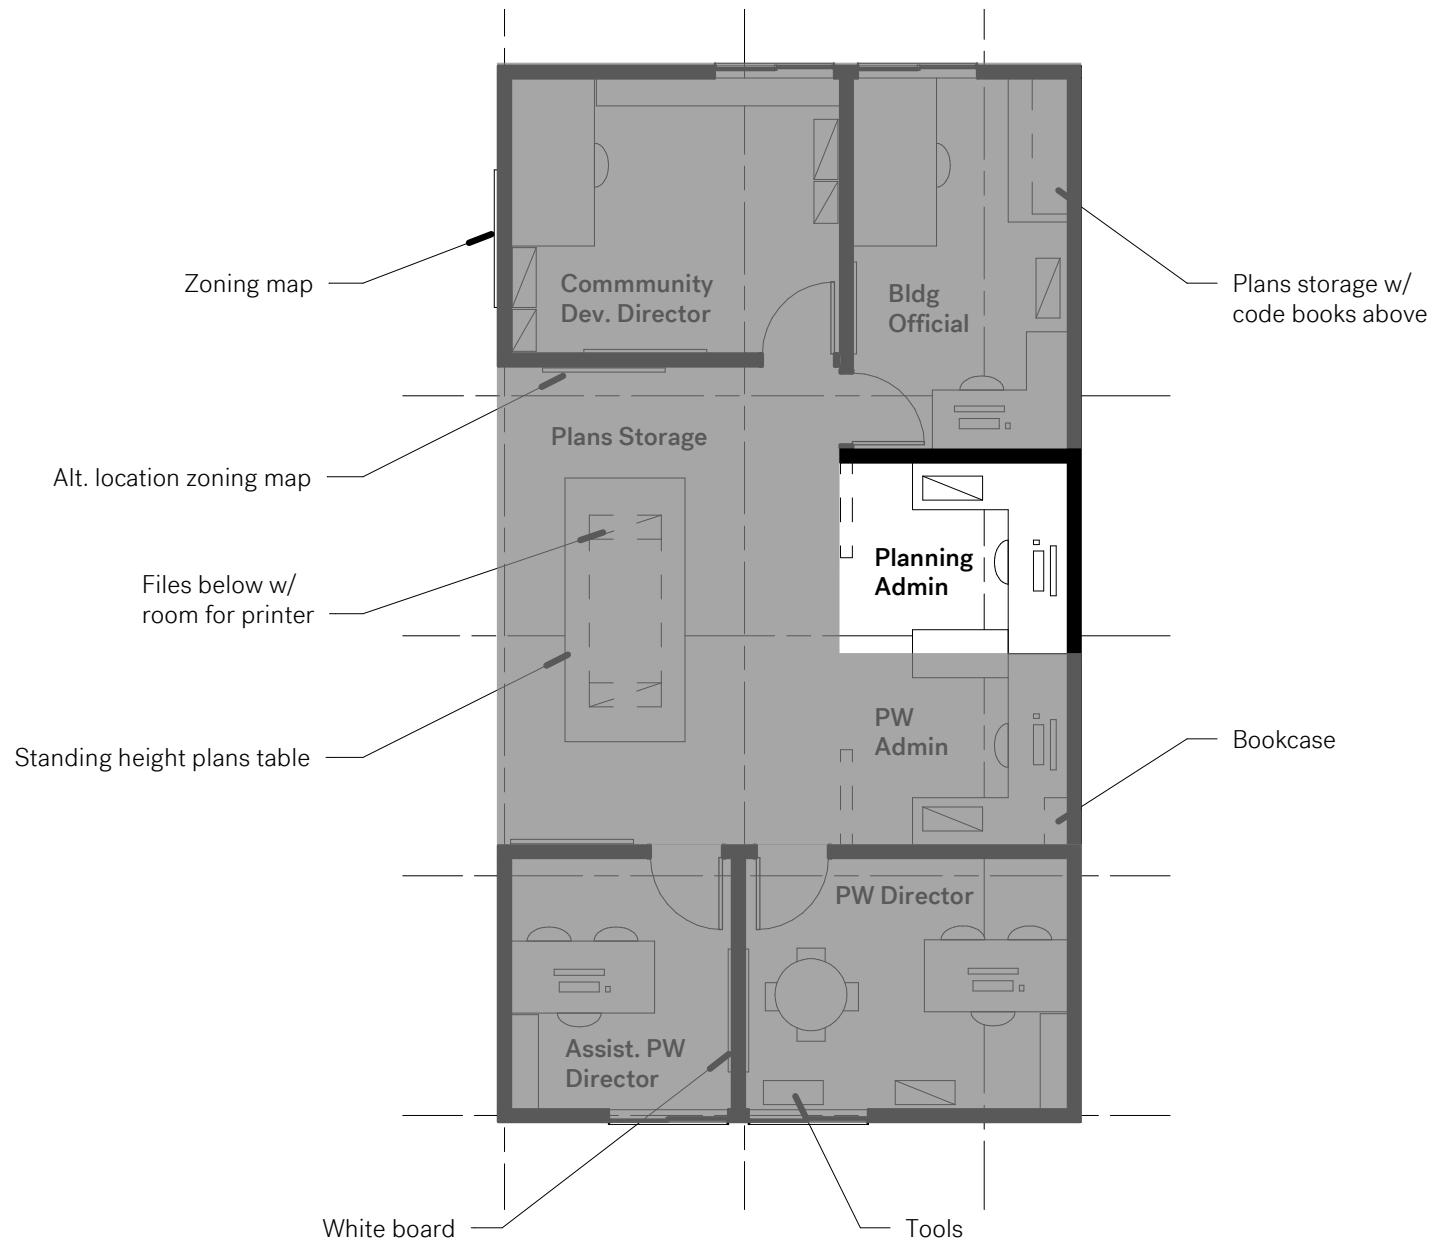 Zoning map
Commmunity
Dev. Director
Bldg
Official
Plans storage w/
code books above
Alt. location zoning map
Plans Storage
Files below w/
room for printer
Planning
Admin
Standing height plans table
PW
Admin
Bookcase
PW Director
Assist. PW
Director
White board
Tools